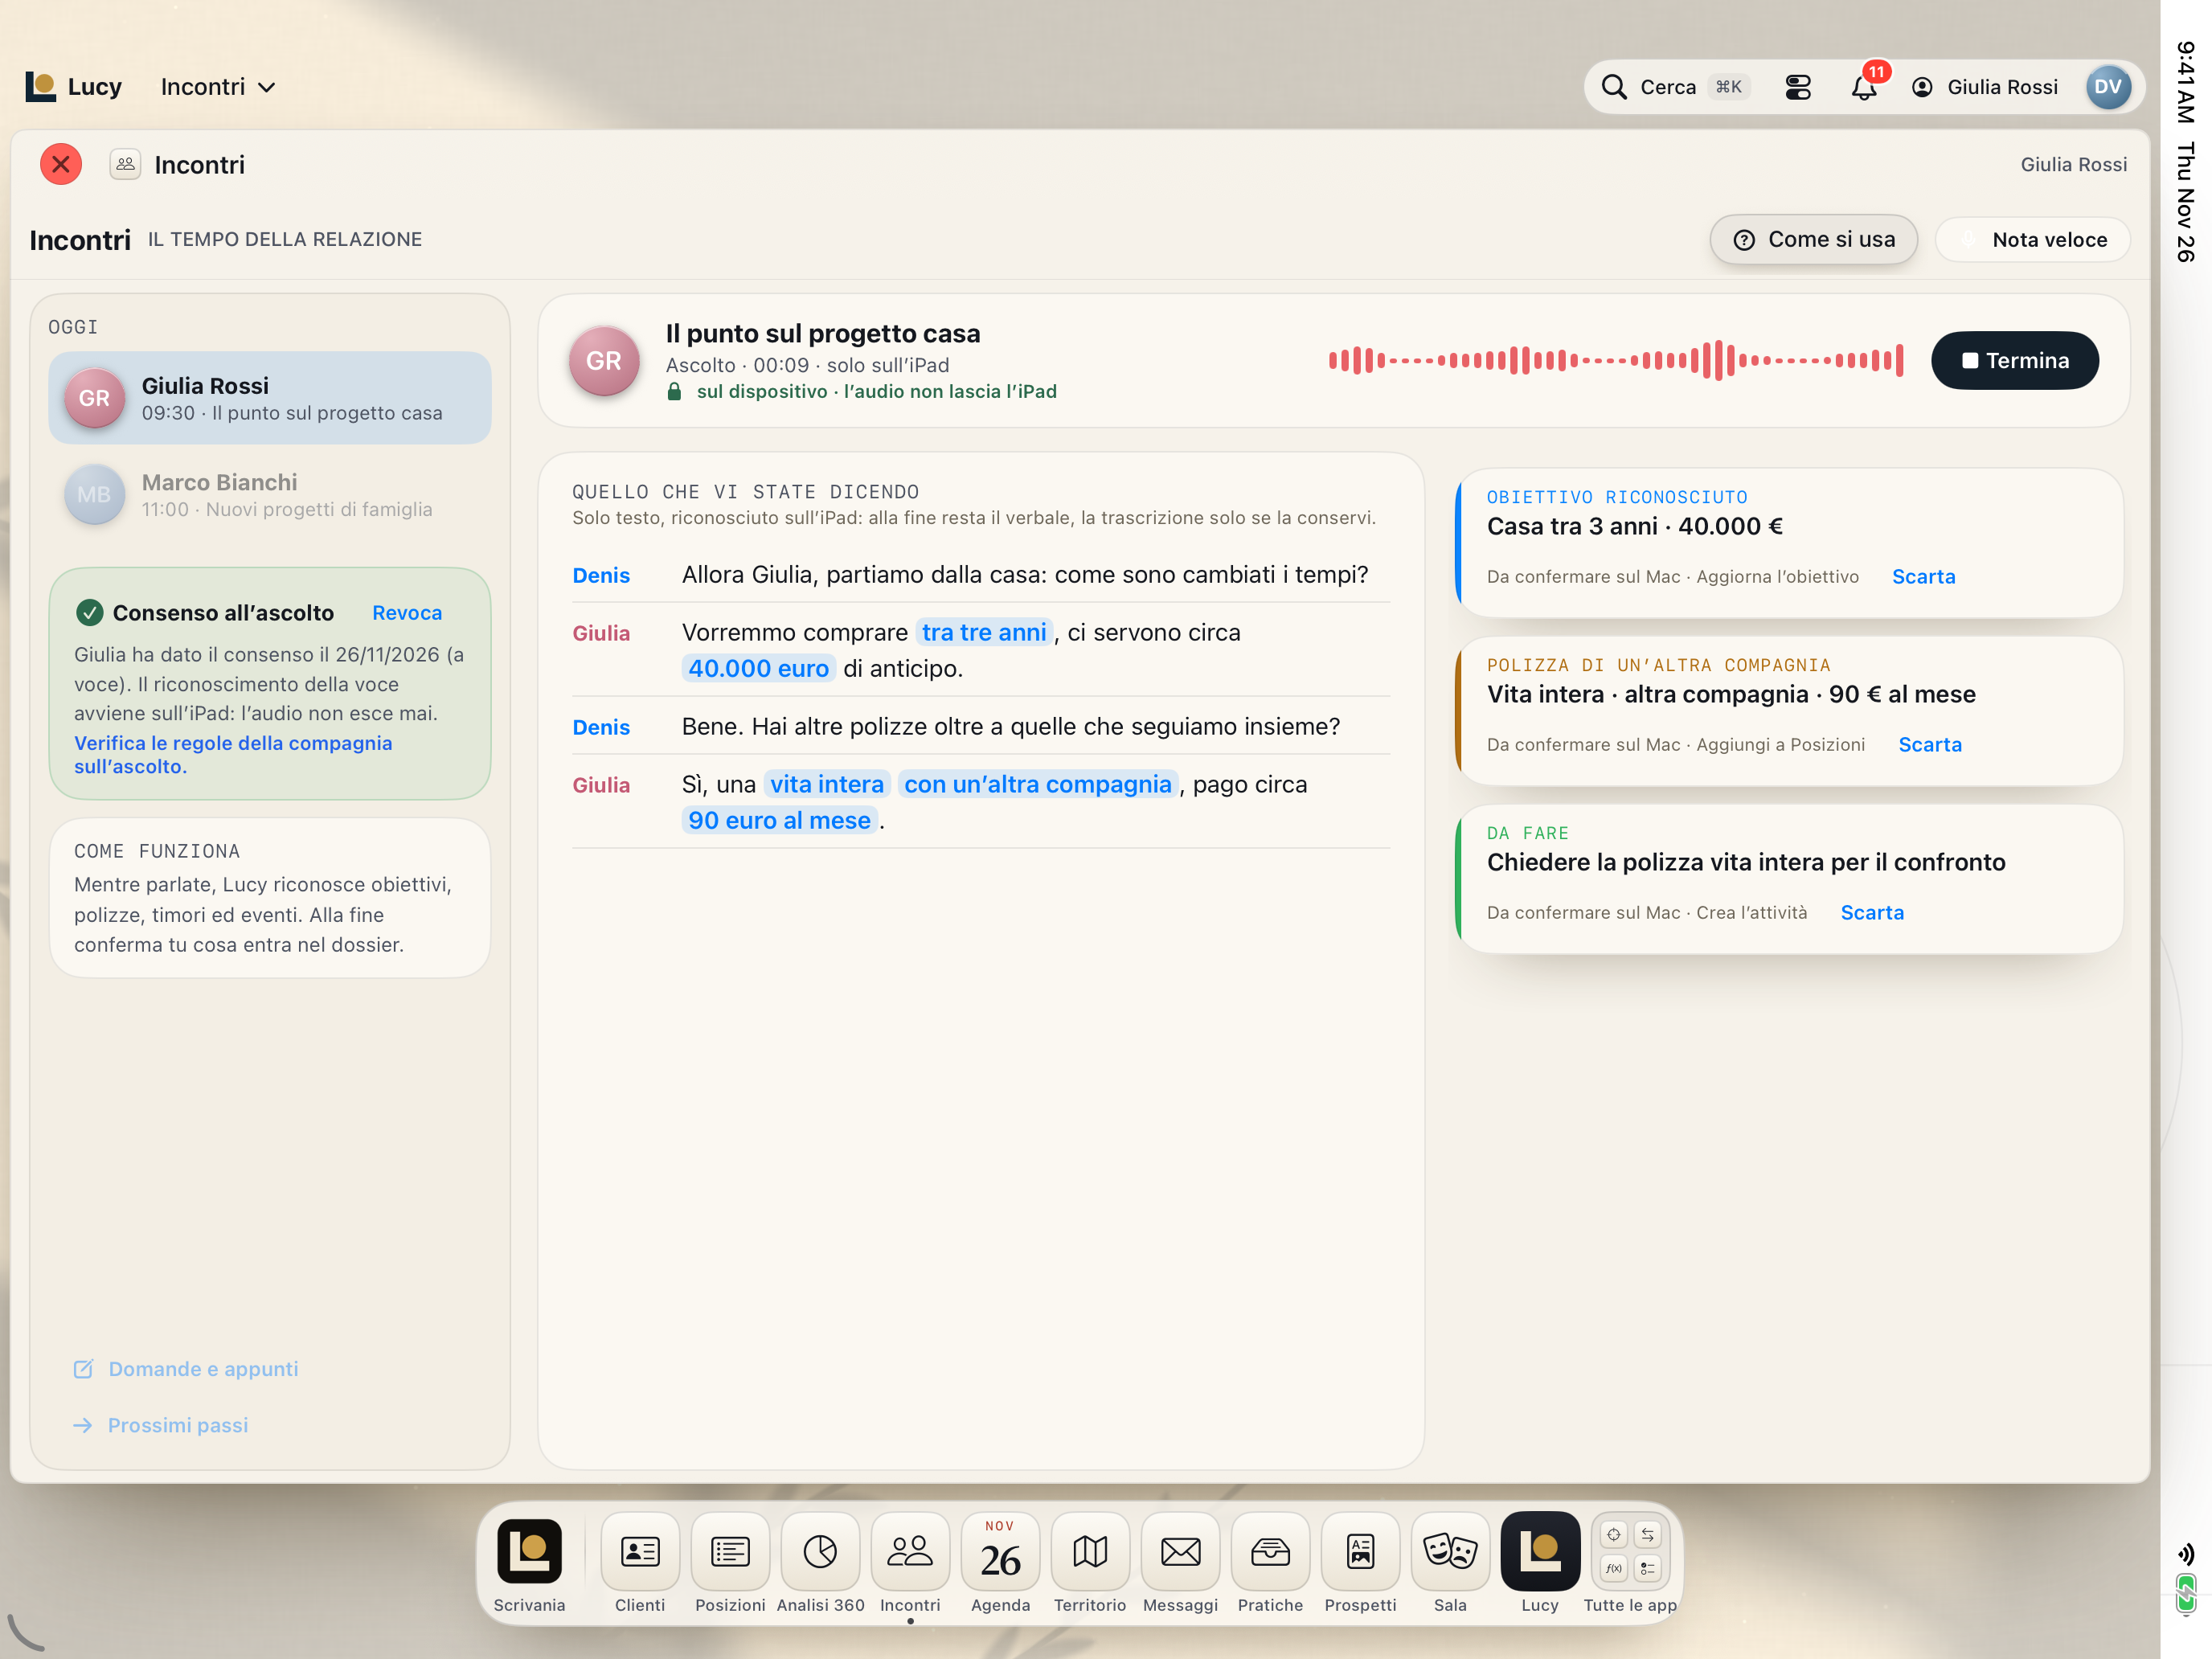 Lucy
Incontri
Cerca ⌘K
11
Giulia Rossi
DV
9:41 AM Thu Nov 26
Incontri
Giulia Rossi
Incontri IL TEMPO DELLA RELAZIONE
Come si usa
Nota veloce
OGGI
GR
Giulia Rossi
09:30 · Il punto sul progetto casa
MB
Marco Bianchi
11:00 · Nuovi progetti di famiglia
Consenso all’ascolto
Revoca
Giulia ha dato il consenso il 26/11/2026 (a
voce). Il riconoscimento della voce
avviene sull’iPad: l’audio non esce mai.
Verifica le regole della compagnia
sull’ascolto.
COME FUNZIONA
Mentre parlate, Lucy riconosce obiettivi,
polizze, timori ed eventi. Alla fine
conferma tu cosa entra nel dossier.
Domande e appunti
Prossimi passi
GR
Il punto sul progetto casa
Ascolto · 00:09 · solo sull’iPad
sul dispositivo · l’audio non lascia l’iPad
Termina
QUELLO CHE VI STATE DICENDO
Solo testo, riconosciuto sull’iPad: alla fine resta il verbale, la trascrizione solo se la conservi.
Denis Allora Giulia, partiamo dalla casa: come sono cambiati i tempi?
Giulia Vorremmo comprare tra tre anni, ci servono circa
40.000 euro di anticipo.
Denis Bene. Hai altre polizze oltre a quelle che seguiamo insieme?
Giulia Sì, una vita intera con un’altra compagnia, pago circa
90 euro al mese.
OBIETTIVO RICONOSCIUTO
Casa tra 3 anni · 40.000 €
Da confermare sul Mac · Aggiorna l’obiettivo Scarta
POLIZZA DI UN’ALTRA COMPAGNIA
Vita intera · altra compagnia · 90 € al mese
Da confermare sul Mac · Aggiungi a Posizioni Scarta
DA FARE
Chiedere la polizza vita intera per il confronto
Da confermare sul Mac · Crea l’attività Scarta
NOV
26
f(x)
Scrivania Clienti Posizioni Analisi 360 Incontri Agenda Territorio Messaggi Pratiche Prospetti Sala Lucy Tutte le app